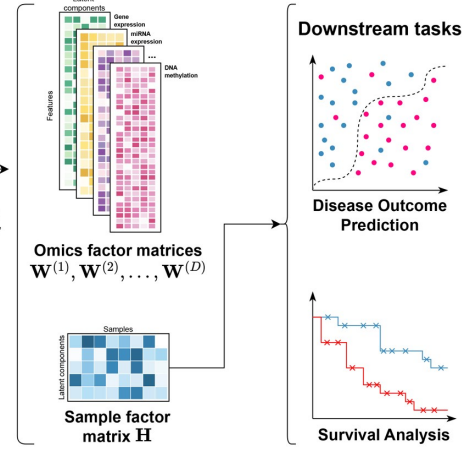 Latent
components
Gene
expression
miRNA
expression
...
DNA
methylation
Features
Omics factor matrices
W(1), W(2), . . . , W(D)
Samples
Latent components
Sample factor
matrix H
Downstream tasks
Disease Outcome
Prediction
Survival Analysis